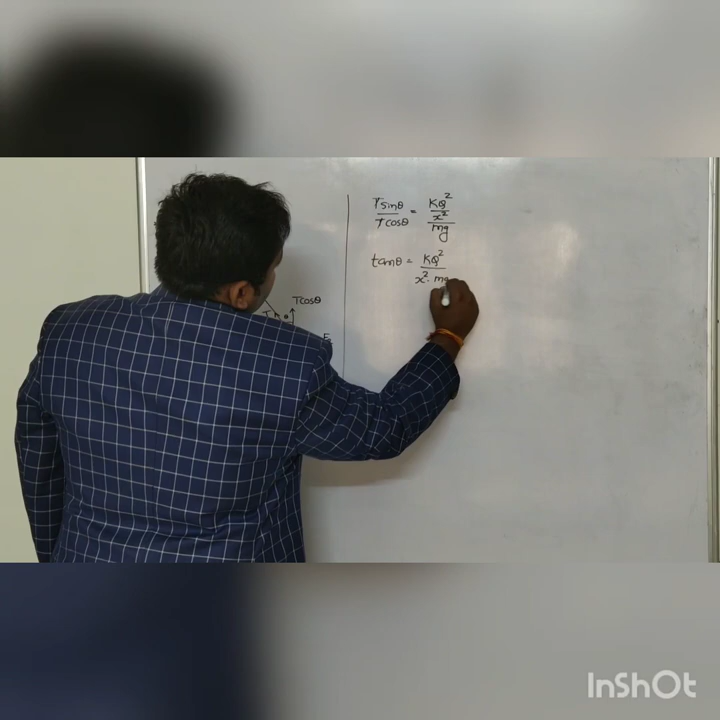 Tsinθ / Tcosθ = KQ² / x² / mg
tanθ = KQ² / x² · mg
Tcosθ
T
θ
F
InShOt